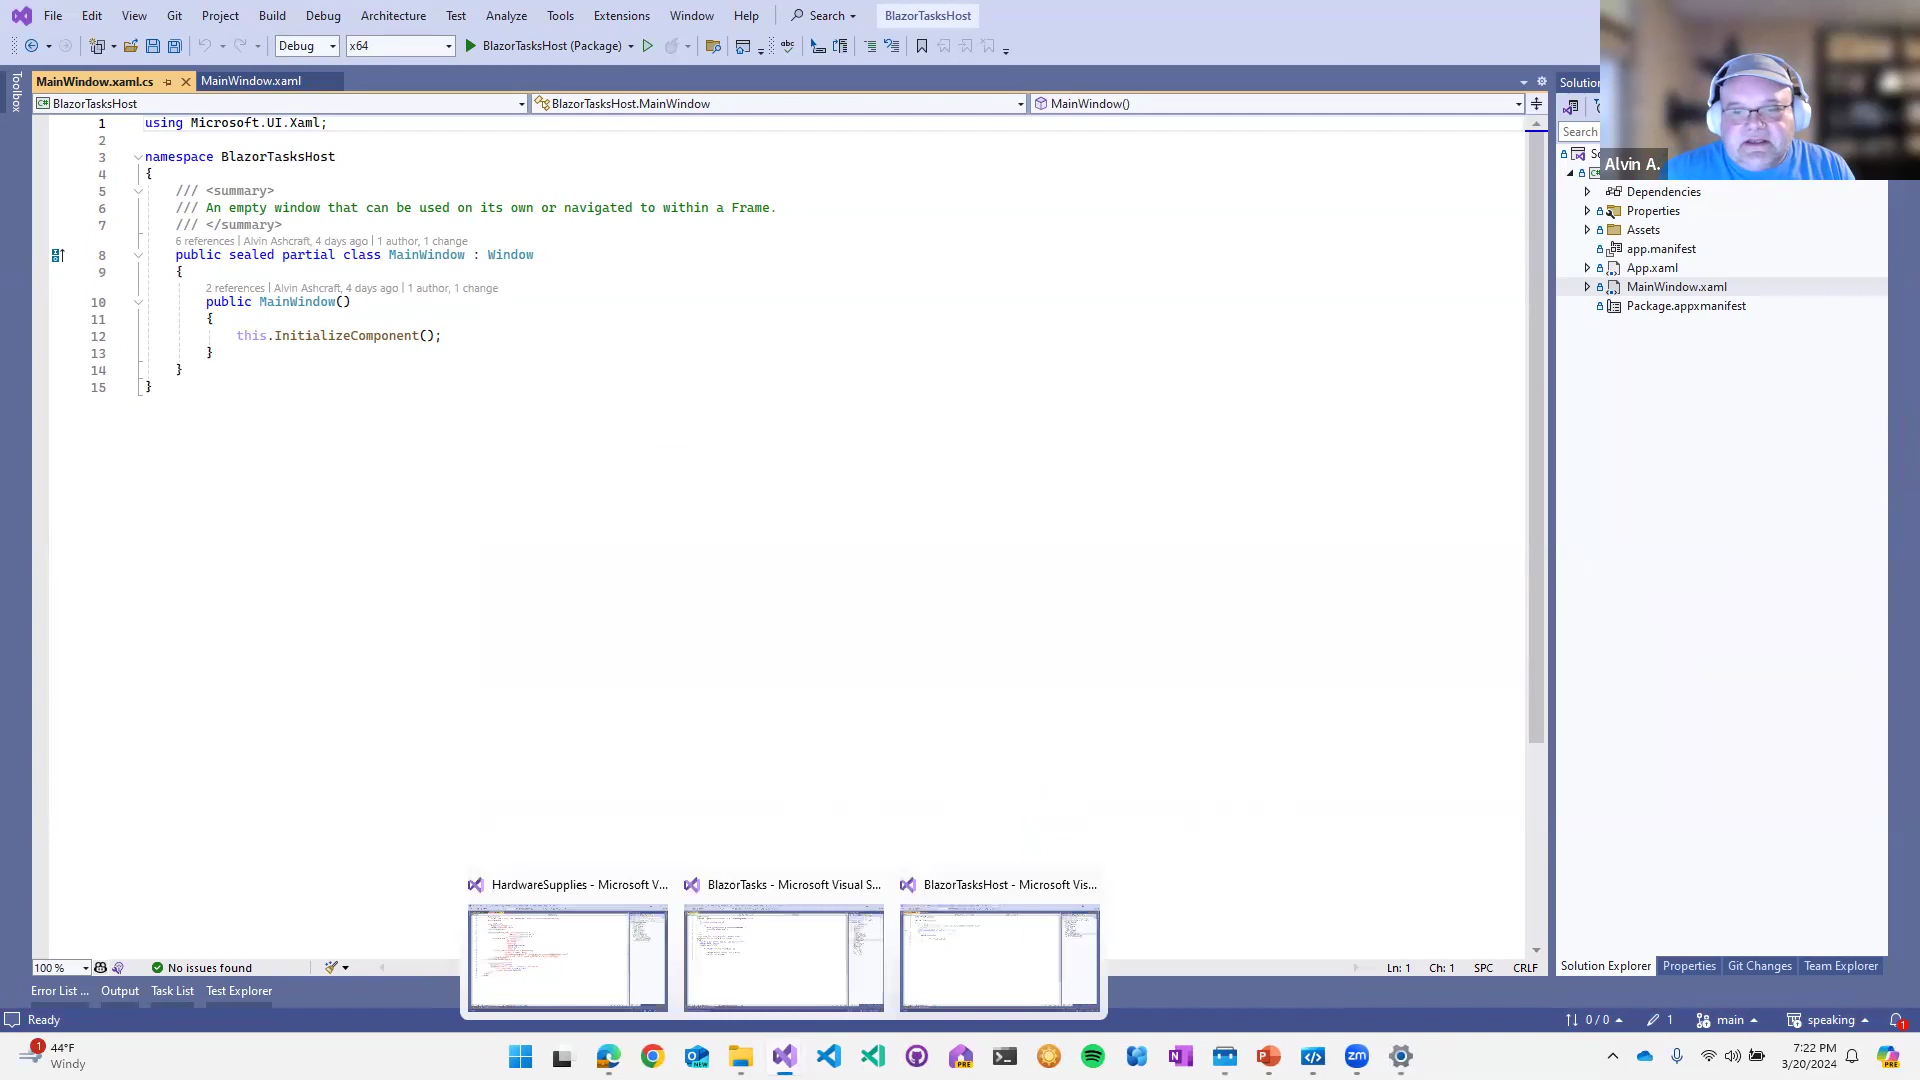 File Edit View Git Project Build Debug Architecture Test Analyze Tools Extensions Window Help Search BlazorTasksHost
Debug x64 BlazorTasksHost (Package)
Toolbox
MainWindow.xaml.cs MainWindow.xaml
BlazorTasksHost BlazorTasksHost.MainWindow MainWindow()
1 using Microsoft.UI.Xaml;
2
3 namespace BlazorTasksHost
4 {
5 /// <summary>
6 /// An empty window that can be used on its own or navigated to within a Frame.
7 /// </summary>
6 references | Alvin Ashcraft, 4 days ago | 1 author, 1 change
8 public sealed partial class MainWindow : Window
9 {
2 references | Alvin Ashcraft, 4 days ago | 1 author, 1 change
10 public MainWindow()
11 {
12 this.InitializeComponent();
13 }
14 }
15 }
Solution
Search
Alvin A.
Dependencies
Properties
Assets
app.manifest
App.xaml
MainWindow.xaml
Package.appxmanifest
HardwareSupplies - Microsoft V... BlazorTasks - Microsoft Visual S... BlazorTasksHost - Microsoft Vis...
100 % No issues found Ln: 1 Ch: 1 SPC CRLF
Solution Explorer Properties Git Changes Team Explorer
Error List ... Output Task List Test Explorer
Ready 0 / 0 1 main speaking 1
1 44°F
Windy
7:22 PM
3/20/2024